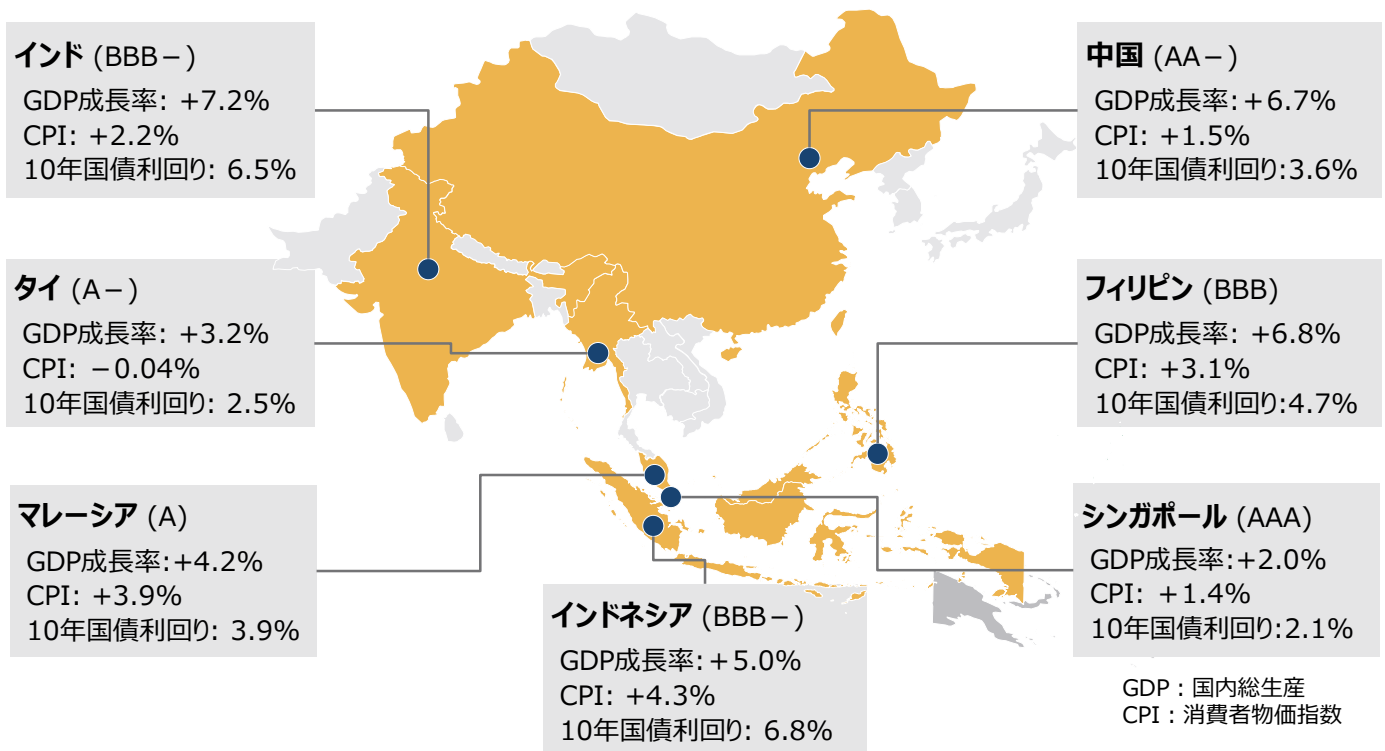 インド (BBB－)
GDP成長率: +7.2%
CPI: +2.2%
10年国債利回り: 6.5%
タイ (A－)
GDP成長率: +3.2%
CPI: －0.04%
10年国債利回り: 2.5%
マレーシア (A)
GDP成長率:+4.2%
CPI: +3.9%
10年国債利回り: 3.9%
インドネシア (BBB－)
GDP成長率:+5.0%
CPI: +4.3%
10年国債利回り: 6.8%
中国 (AA－)
GDP成長率:+6.7%
CPI: +1.5%
10年国債利回り:3.6%
フィリピン (BBB)
GDP成長率: +6.8%
CPI: +3.1%
10年国債利回り:4.7%
シンガポール (AAA)
GDP成長率:+2.0%
CPI: +1.4%
10年国債利回り:2.1%
GDP：国内総生産
CPI：消費者物価指数